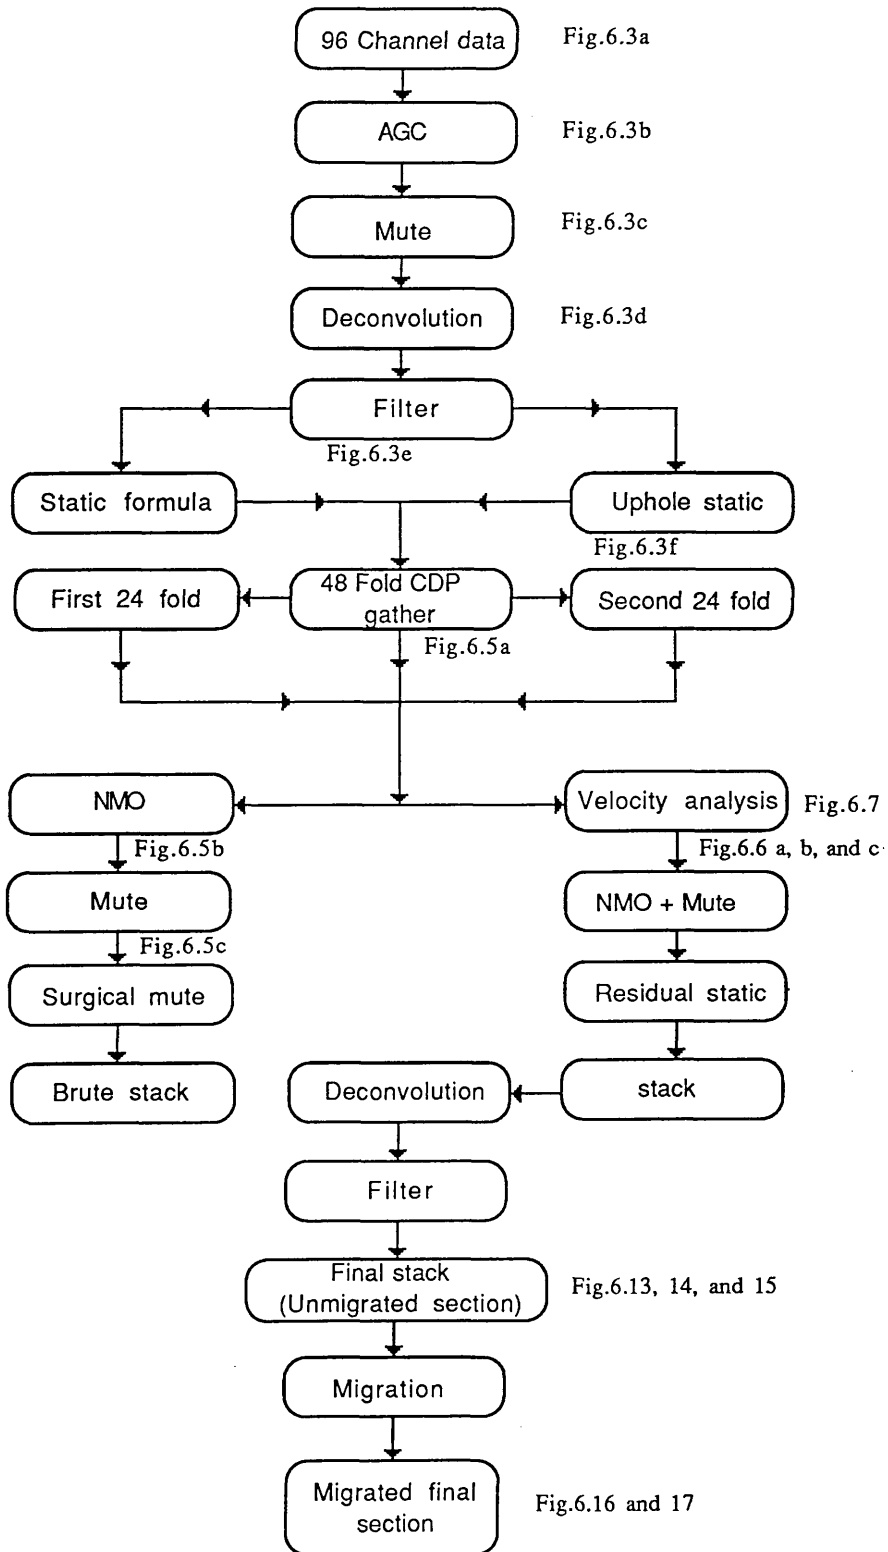 96 Channel data
Fig.6.3a
AGC
Fig.6.3b
Mute
Fig.6.3c
Deconvolution
Fig.6.3d
Filter
Fig.6.3e
Static formula
Uphole static
Fig.6.3f
First 24 fold
48 Fold CDP
gather
Second 24 fold
Fig.6.5a
NMO
Velocity analysis
Fig.6.7
Fig.6.5b
Fig.6.6 a, b, and c
Mute
NMO + Mute
Fig.6.5c
Surgical mute
Residual static
Brute stack
Deconvolution
stack
Filter
Final stack
(Unmigrated section)
Fig.6.13, 14, and 15
Migration
Migrated final
section
Fig.6.16 and 17